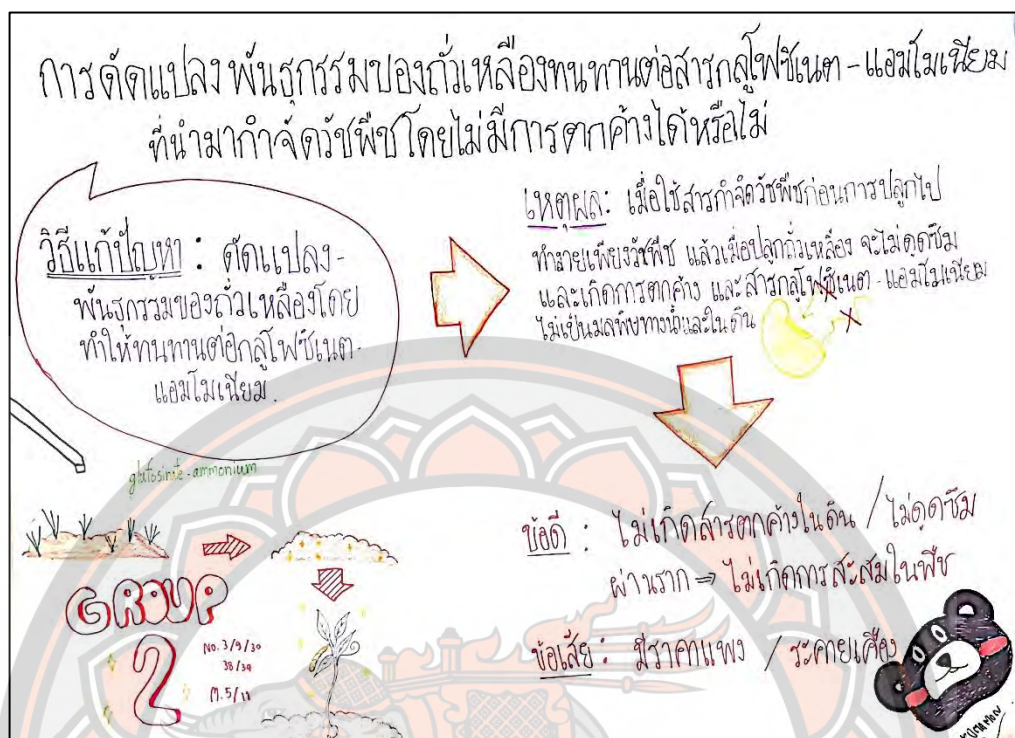 การดัดแปลงพันธุกรรมของถั่วเหลืองทนทานต่อสารกลูโฟซิเนต-แอมโมเนียม
ที่นำมากำจัดวัชพืชโดยไม่มีการตกค้างได้หรือไม่
วิธีแก้ปัญหา : ดัดแปลง-
พันธุกรรมของถั่วเหลืองโดย
ทำให้ทนทานต่อกลูโฟซิเนต-
แอมโมเนียม.
เหตุผล: เมื่อใช้สารกำจัดวัชพืชก่อนการปลูกไป
ทำลายเพียงวัชพืช แล้วเมื่อปลูกถั่วเหลือง จะไม่ดูดซึม
และเกิดการตกค้าง และสารกลูโฟซิเนต-แอมโมเนียม
ไม่เป็นมลพิษทางน้ำและในดิน
glufosinate-ammonium
GROUP
2
No. 3/9/30
38/39
ม.5/11
ข้อดี : ไม่เกิดสารตกค้างในดิน / ไม่ดูดซึม
ผ่านราก ⇒ ไม่เกิดการสะสมในพืช
ข้อเสีย : มีราคาแพง / ระคายเคือง
KUMAMON